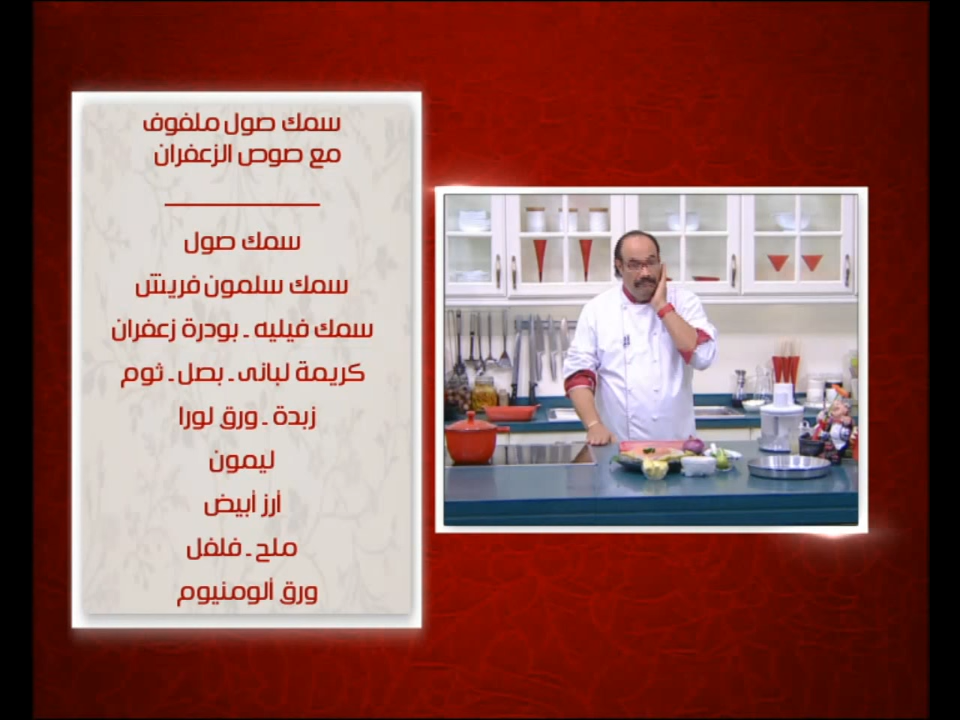 سمك صول ملفوف
مع صوص الزعفران
سمك صول
سمك سلمون فريش
سمك فيليه - بودرة زعفران
كريمة لبانى - بصل - ثوم
زبدة - ورق لورا
ليمون
أرز أبيض
ملح - فلفل
ورق ألومنيوم